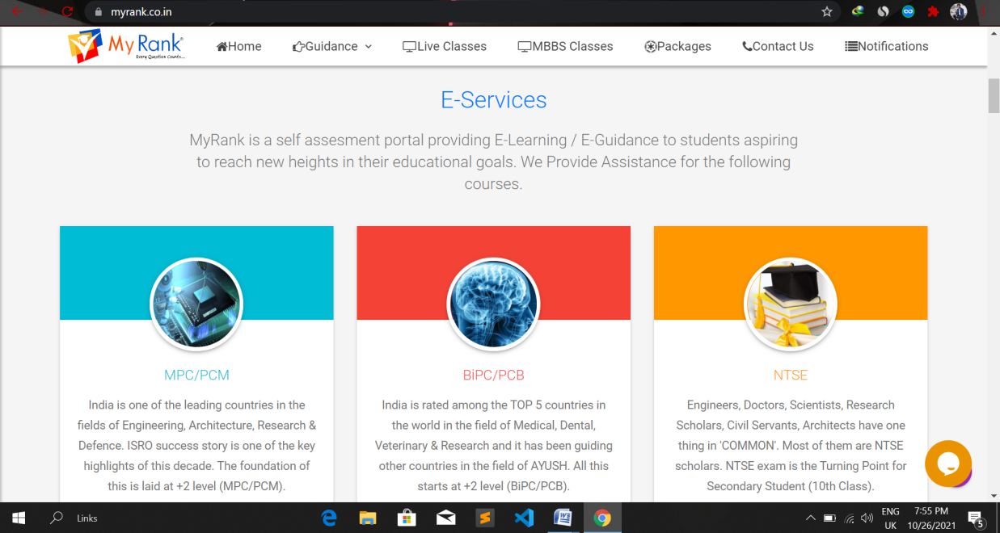 myrank.co.in
My Rank®
Every Question Counts...
Home
Guidance
Live Classes
MBBS Classes
Packages
Contact Us
Notifications
E-Services
MyRank is a self assesment portal providing E-Learning / E-Guidance to students aspiring
to reach new heights in their educational goals. We Provide Assistance for the following
courses.
MPC/PCM
India is one of the leading countries in the
fields of Engineering, Architecture, Research &
Defence. ISRO success story is one of the key
highlights of this decade. The foundation of
this is laid at +2 level (MPC/PCM).
BiPC/PCB
India is rated among the TOP 5 countries in
the world in the field of Medical, Dental,
Veterinary & Research and it has been guiding
other countries in the field of AYUSH. All this
starts at +2 level (BiPC/PCB).
NTSE
Engineers, Doctors, Scientists, Research
Scholars, Civil Servants, Architects have one
thing in 'COMMON'. Most of them are NTSE
scholars. NTSE exam is the Turning Point for
Secondary Student (10th Class).
Links
ENG
UK
7:55 PM
10/26/2021
5